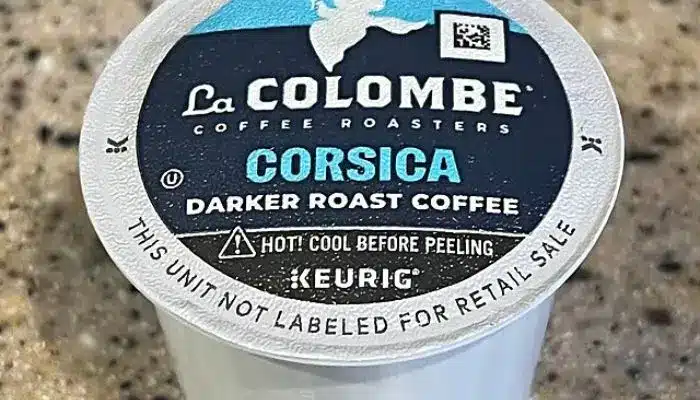 La COLOMBE®
COFFEE ROASTERS
CORSICA
DARKER ROAST COFFEE
HOT! COOL BEFORE PEELING
KEURIG®
THIS UNIT NOT LABELED FOR RETAIL SALE